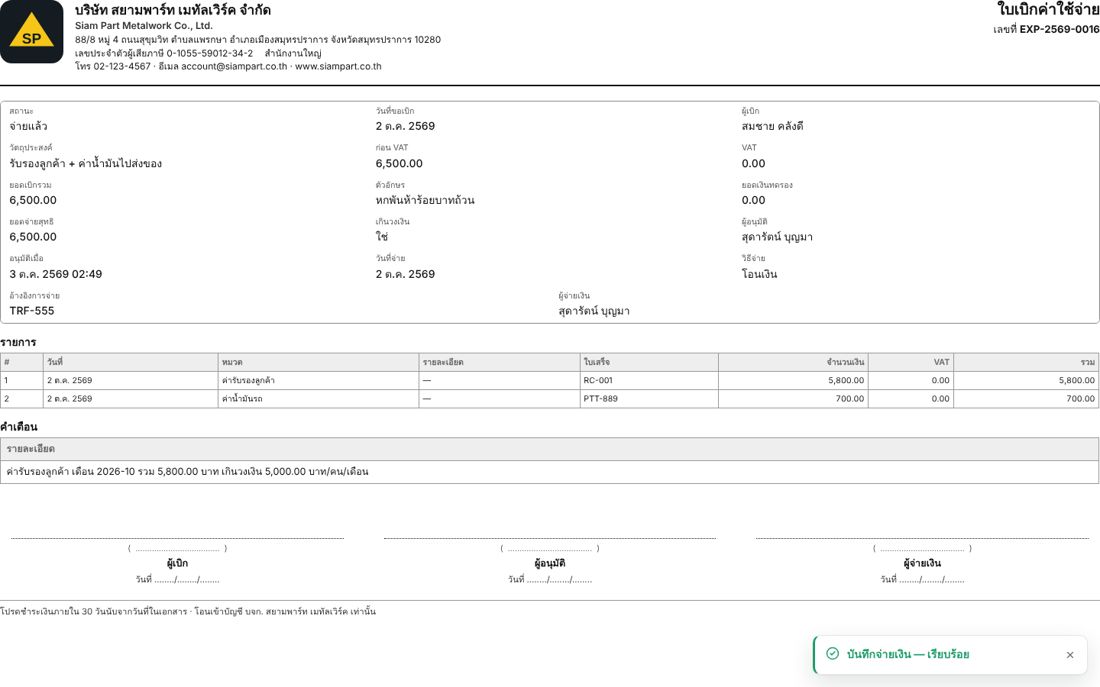 SP
บริษัท สยามพาร์ท เมทัลเวิร์ค จำกัด
Siam Part Metalwork Co., Ltd.
88/8 หมู่ 4 ถนนสุขุมวิท ตำบลแพรกษา อำเภอเมืองสมุทรปราการ จังหวัดสมุทรปราการ 10280
เลขประจำตัวผู้เสียภาษี 0-1055-59012-34-2 สำนักงานใหญ่
โทร 02-123-4567 · อีเมล account@siampart.co.th · www.siampart.co.th
ใบเบิกค่าใช้จ่าย
เลขที่ EXP-2569-0016
สถานะ วันที่ขอเบิก ผู้เบิก
จ่ายแล้ว 2 ต.ค. 2569 สมชาย คลังดี
วัตถุประสงค์ ก่อน VAT VAT
รับรองลูกค้า + ค่าน้ำมันไปส่งของ 6,500.00 0.00
ยอดเบิกรวม ตัวอักษร ยอดเงินทดรอง
6,500.00 หกพันห้าร้อยบาทถ้วน 0.00
ยอดจ่ายสุทธิ เกินวงเงิน ผู้อนุมัติ
6,500.00 ใช่ สุดารัตน์ บุญมา
อนุมัติเมื่อ วันที่จ่าย วิธีจ่าย
3 ต.ค. 2569 02:49 2 ต.ค. 2569 โอนเงิน
อ้างอิงการจ่าย ผู้จ่ายเงิน
TRF-555 สุดารัตน์ บุญมา
รายการ
# วันที่ หมวด รายละเอียด ใบเสร็จ จำนวนเงิน VAT รวม
1 2 ต.ค. 2569 ค่ารับรองลูกค้า — RC-001 5,800.00 0.00 5,800.00
2 2 ต.ค. 2569 ค่าน้ำมันรถ — PTT-889 700.00 0.00 700.00
คำเตือน
รายละเอียด
ค่ารับรองลูกค้า เดือน 2026-10 รวม 5,800.00 บาท เกินวงเงิน 5,000.00 บาท/คน/เดือน
( ................................ ) ( ................................ ) ( ................................ )
ผู้เบิก ผู้อนุมัติ ผู้จ่ายเงิน
วันที่ ......../......../........ วันที่ ......../......../........ วันที่ ......../......../........
โปรดชำระเงินภายใน 30 วันนับจากวันที่ในเอกสาร · โอนเข้าบัญชี บจก. สยามพาร์ท เมทัลเวิร์ค เท่านั้น
บันทึกจ่ายเงิน — เรียบร้อย